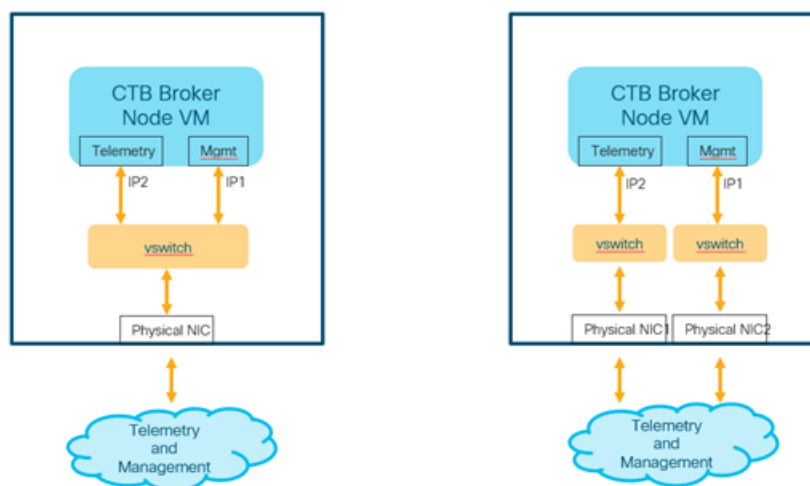 CTB Broker
Node VM
Telemetry
Mgmt
IP2
IP1
vswitch
Physical NIC
Telemetry
and
Management
CTB Broker
Node VM
Telemetry
Mgmt
IP2
IP1
vswitch
vswitch
Physical NIC1
Physical NIC2
Telemetry
and
Management